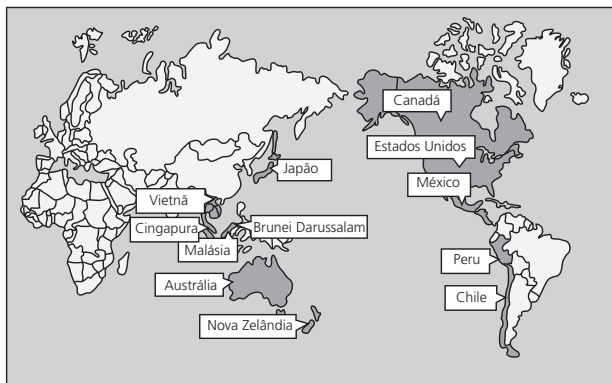 Canadá
Estados Unidos
Japão
México
Vietnã
Cingapura
Brunei Darussalam
Malásia
Peru
Austrália
Chile
Nova Zelândia